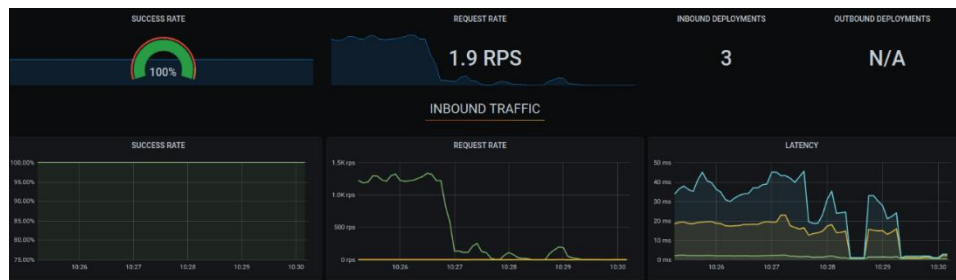 SUCCESS RATE
REQUEST RATE
INBOUND DEPLOYMENTS
OUTBOUND DEPLOYMENTS
100%
1.9 RPS
3
N/A
INBOUND TRAFFIC
SUCCESS RATE
100.00%
95.00%
90.00%
85.00%
80.00%
75.00%
10:26 10:27 10:28 10:29 10:30
REQUEST RATE
1.5K rps
1.0K rps
500 rps
0 rps
10:26 10:27 10:28 10:29 10:30
LATENCY
50 ms
40 ms
30 ms
20 ms
10 ms
0 ms
10:26 10:27 10:28 10:29 10:30